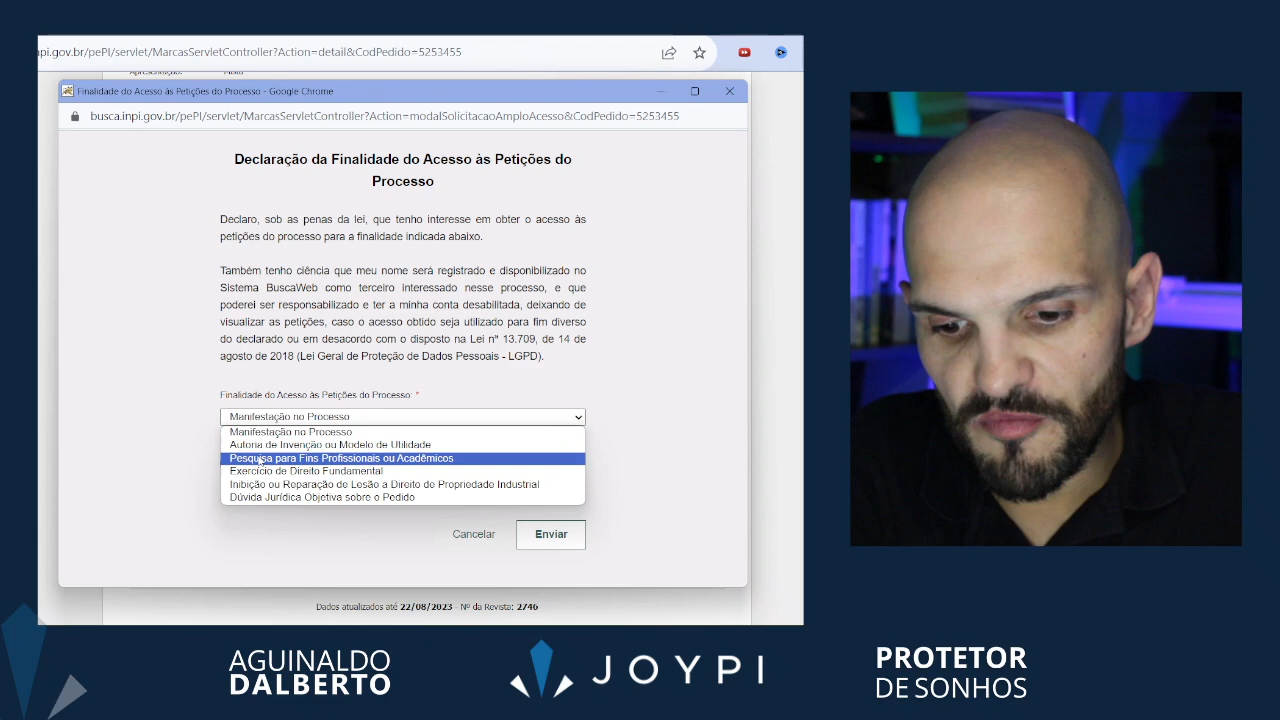 npi.gov.br/pePI/servlet/MarcasServletController?Action=detail&CodPedido=5253455
Apresentação: Mista
Finalidade do Acesso às Petições do Processo - Google Chrome
busca.inpi.gov.br/pePI/servlet/MarcasServletController?Action=modalSolicitacaoAmploAcesso&CodPedido=5253455
Declaração da Finalidade do Acesso às Petições do
Processo
Declaro, sob as penas da lei, que tenho interesse em obter o acesso às
petições do processo para a finalidade indicada abaixo.
Também tenho ciência que meu nome será registrado e disponibilizado no
Sistema BuscaWeb como terceiro interessado nesse processo, e que
poderei ser responsabilizado e ter a minha conta desabilitada, deixando de
visualizar as petições, caso o acesso obtido seja utilizado para fim diverso
do declarado ou em desacordo com o disposto na Lei nº 13.709, de 14 de
agosto de 2018 (Lei Geral de Proteção de Dados Pessoais - LGPD).
Finalidade do Acesso às Petições do Processo: *
Manifestação no Processo
Manifestação no Processo
Autoria de Invenção ou Modelo de Utilidade
Pesquisa para Fins Profissionais ou Acadêmicos
Exercício de Direito Fundamental
Inibição ou Reparação de Lesão a Direito de Propriedade Industrial
Dúvida Jurídica Objetiva sobre o Pedido
Cancelar Enviar
Dados atualizados até 22/08/2023 - Nº da Revista: 2746
AGUINALDO
DALBERTO
JOYPI
PROTETOR
DE SONHOS